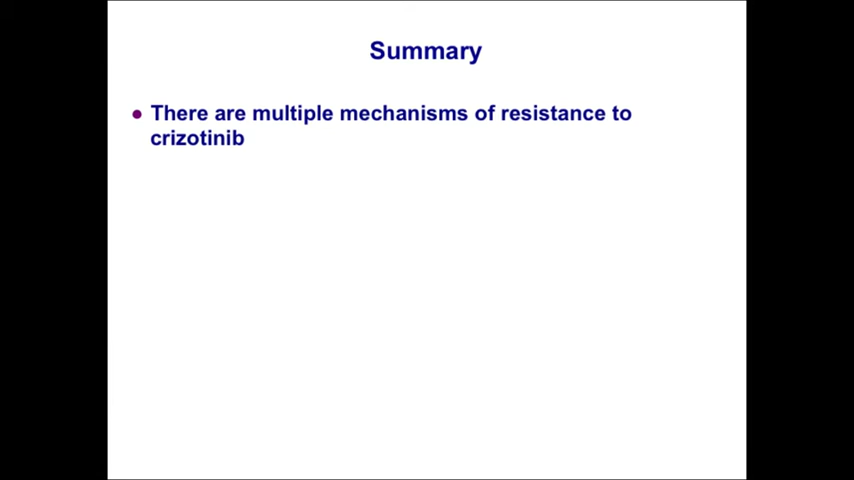 Summary
• There are multiple mechanisms of resistance to
crizotinib